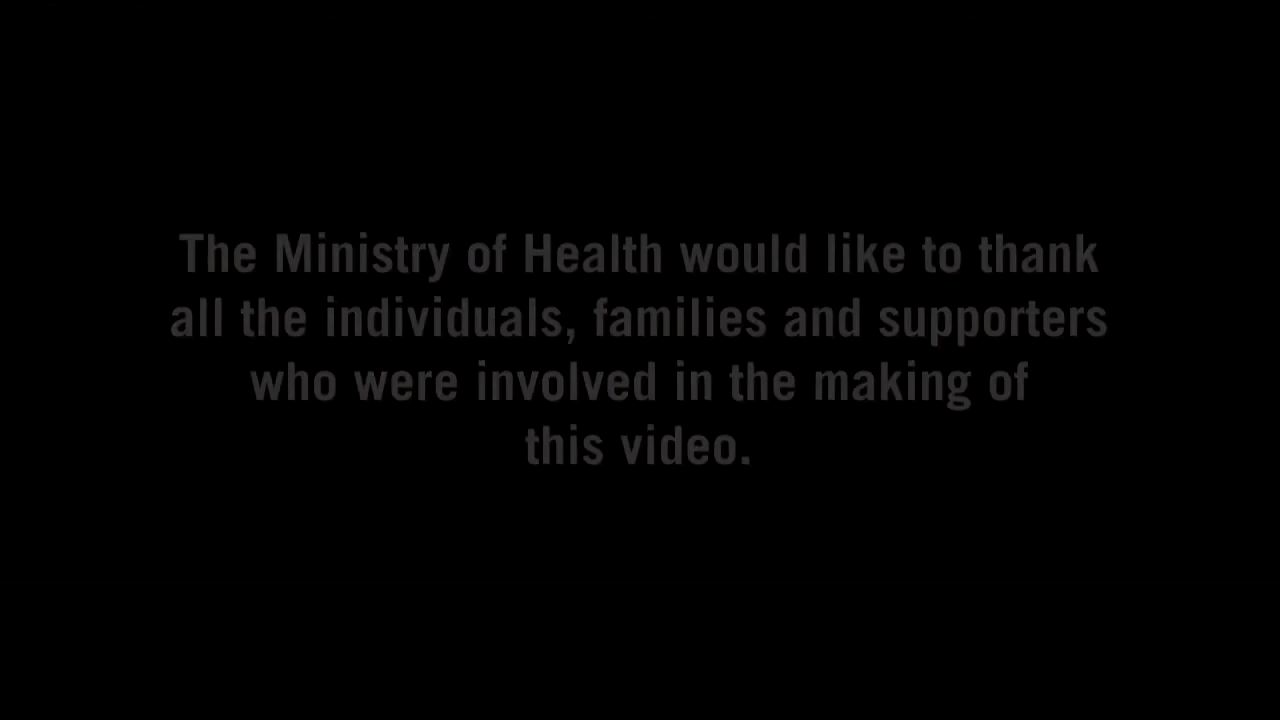 The Ministry of Health would like to thank
all the individuals, families and supporters
who were involved in the making of
this video.